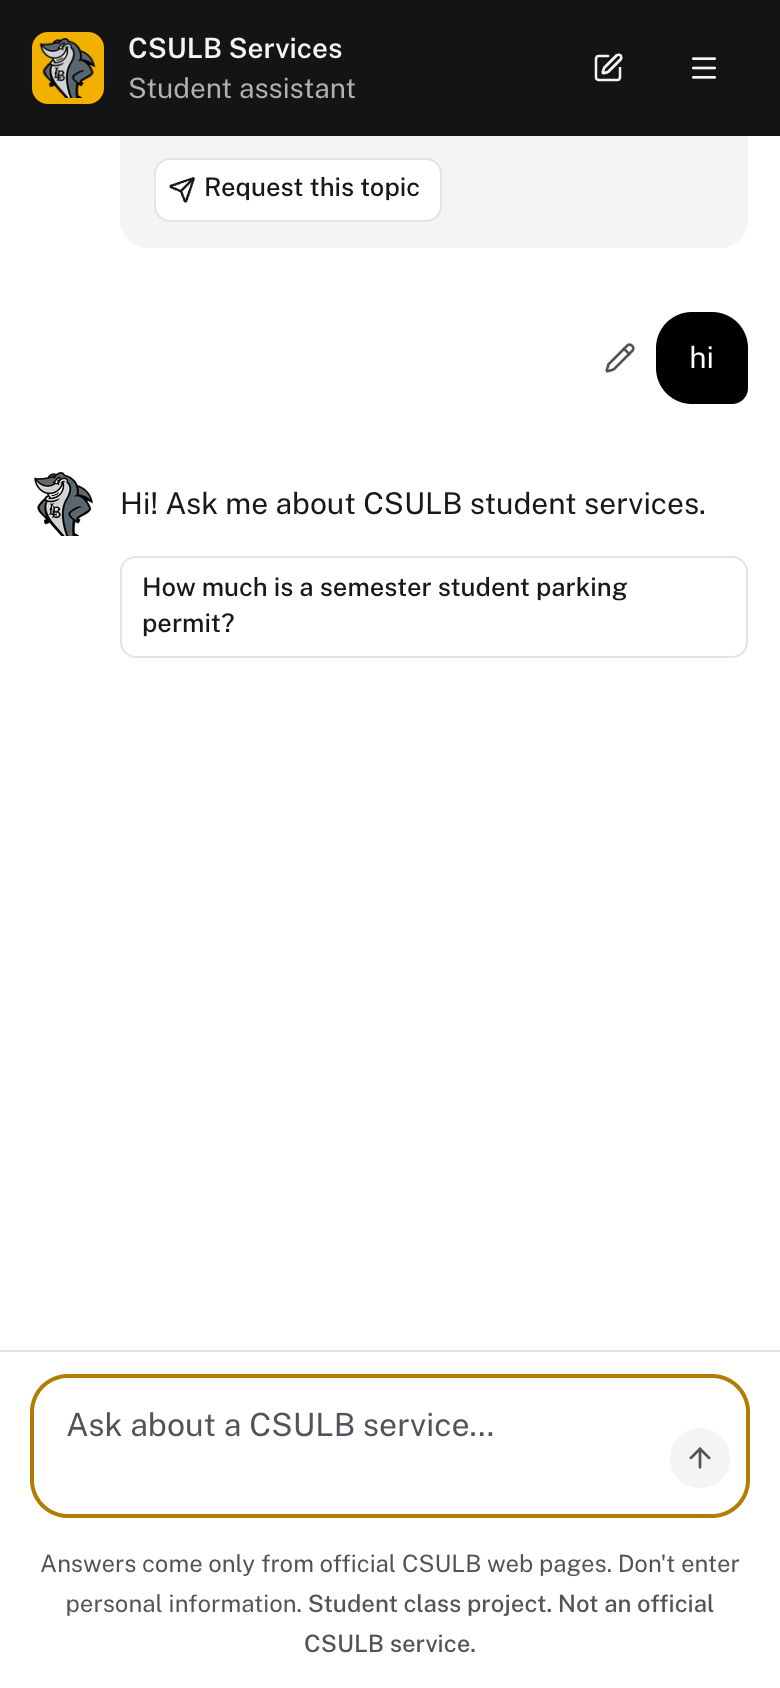 CSULB Services
Student assistant
Request this topic
hi
Hi! Ask me about CSULB student services.
How much is a semester student parking
permit?
Ask about a CSULB service...
Answers come only from official CSULB web pages. Don't enter
personal information. Student class project. Not an official
CSULB service.